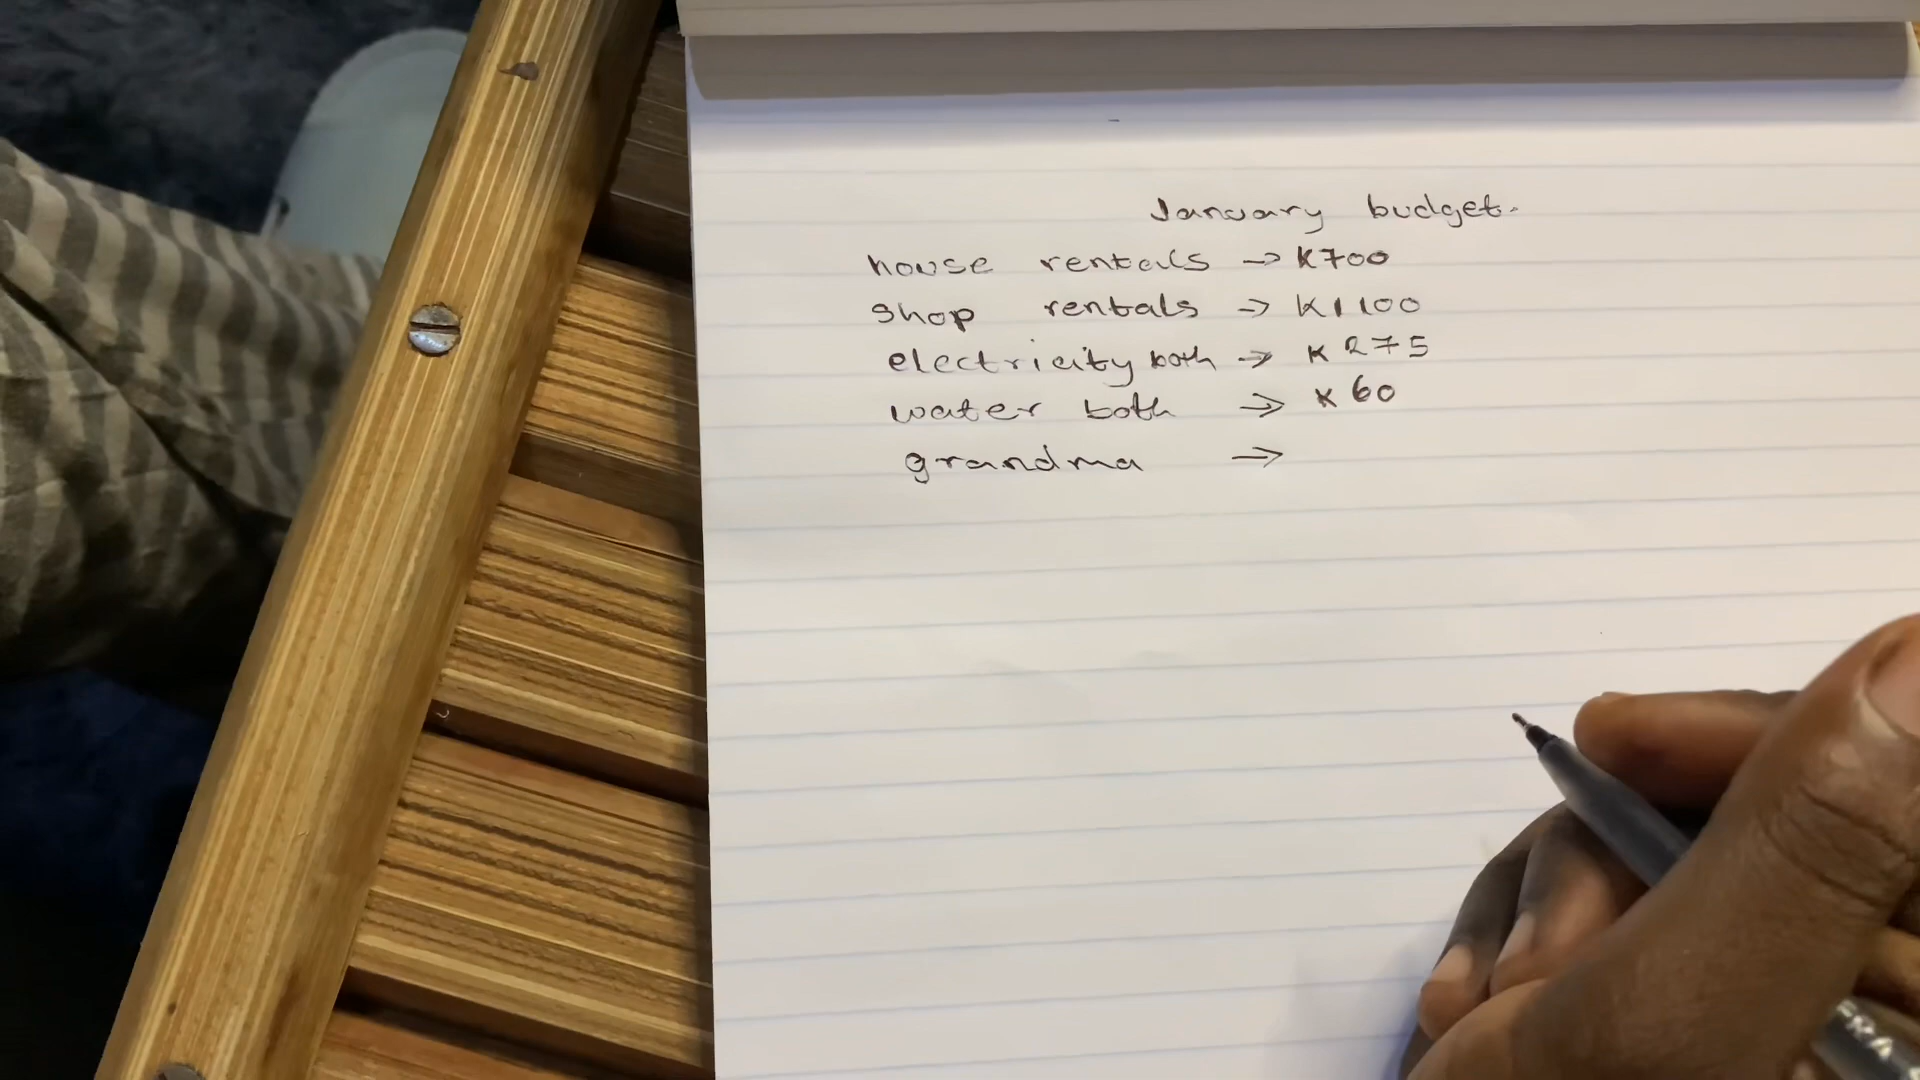 January budget.
house rentals → K700
shop rentals → K1100
electricity both → K275
water both → K60
grandma →